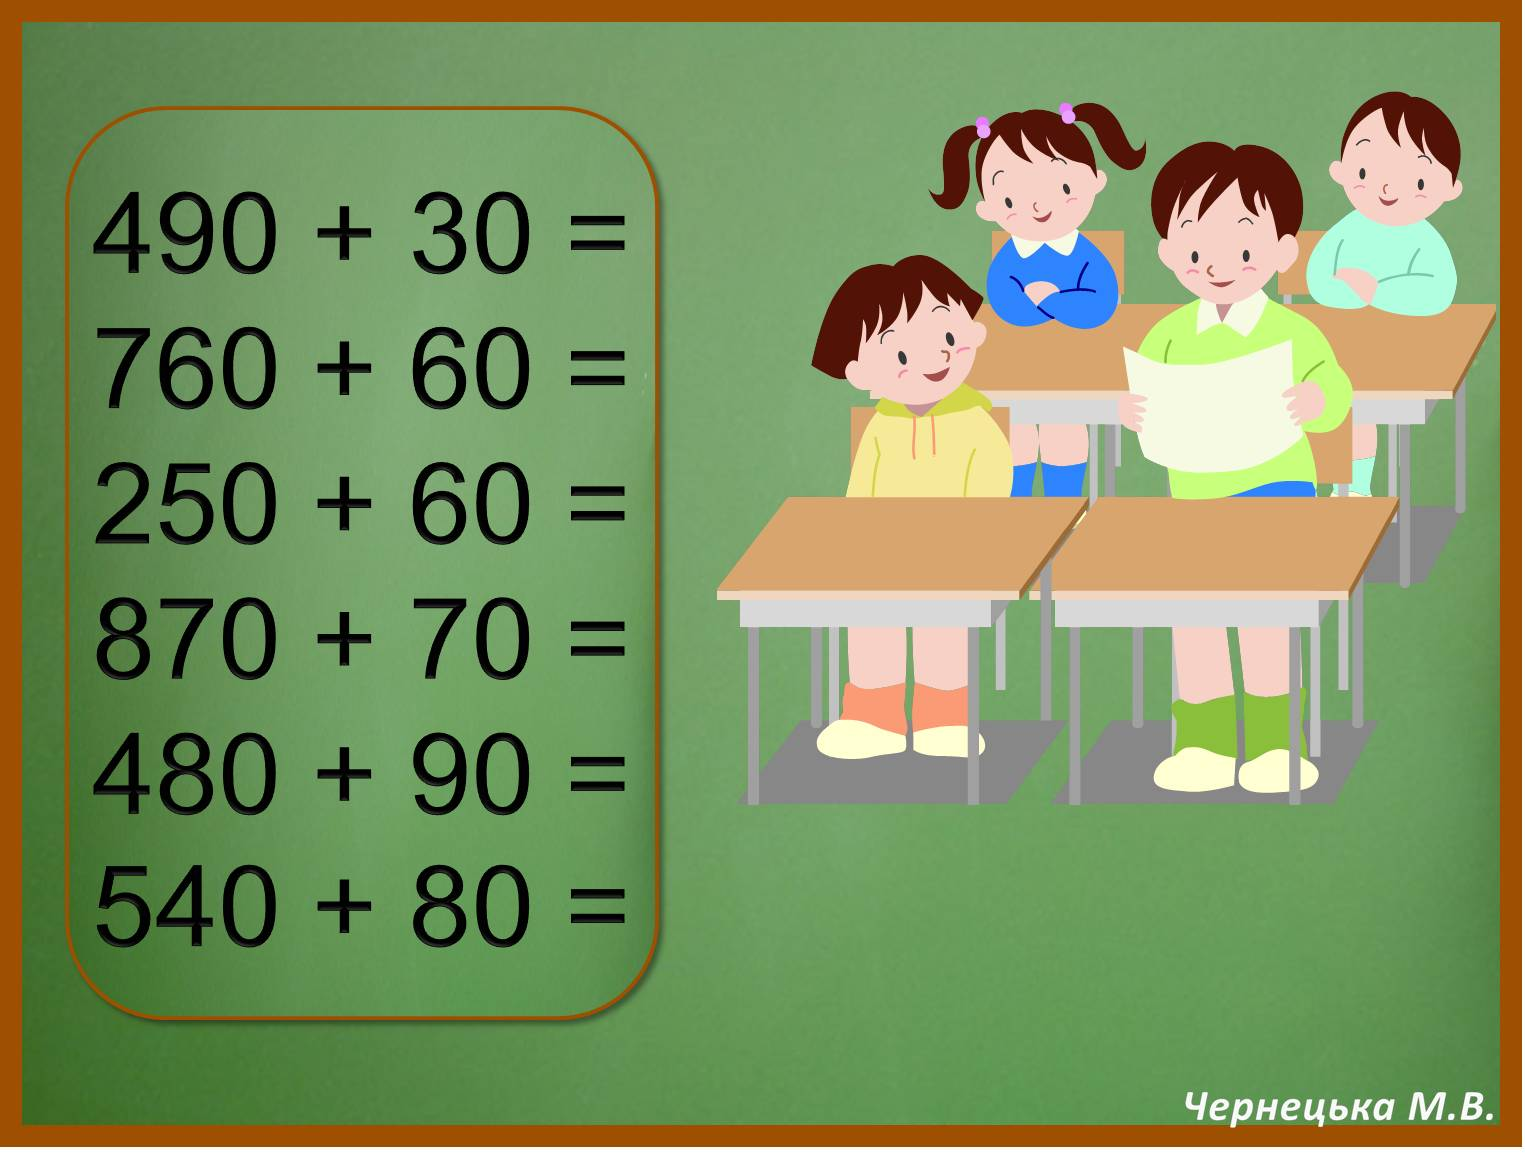 490 + 30 =
760 + 60 =
250 + 60 =
870 + 70 =
480 + 90 =
540 + 80 =
Чернецька М.В.